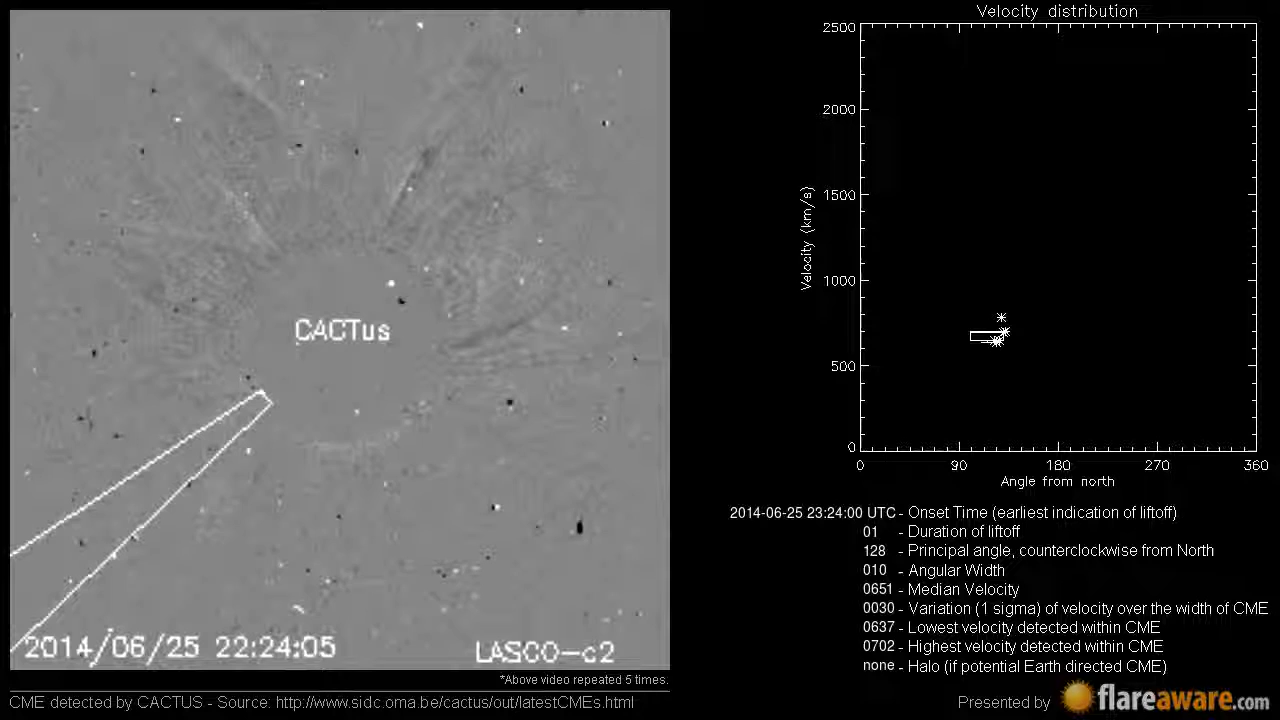 CACTus
2014/06/25 22:24:05
LASCO-c2
*Above video repeated 5 times.
CME detected by CACTUS - Source: http://www.sidc.oma.be/cactus/out/latestCMEs.html
Velocity distribution
Velocity (km/s)
2500
2000
1500
1000
500
0
0 90 180 270 360
Angle from north
2014-06-25 23:24:00 UTC - Onset Time (earliest indication of liftoff)
01 - Duration of liftoff
128 - Principal angle, counterclockwise from North
010 - Angular Width
0651 - Median Velocity
0030 - Variation (1 sigma) of velocity over the width of CME
0637 - Lowest velocity detected within CME
0702 - Highest velocity detected within CME
none - Halo (if potential Earth directed CME)
Presented by flareaware.com